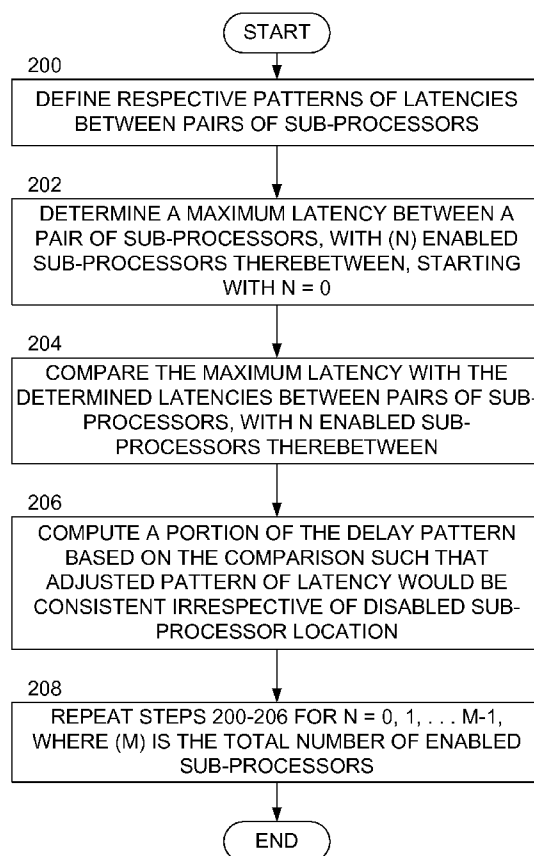 START
200
DEFINE RESPECTIVE PATTERNS OF LATENCIES
BETWEEN PAIRS OF SUB-PROCESSORS
202
DETERMINE A MAXIMUM LATENCY BETWEEN A
PAIR OF SUB-PROCESSORS, WITH (N) ENABLED
SUB-PROCESSORS THEREBETWEEN, STARTING
WITH N = 0
204
COMPARE THE MAXIMUM LATENCY WITH THE
DETERMINED LATENCIES BETWEEN PAIRS OF SUB-
PROCESSORS, WITH N ENABLED SUB-
PROCESSORS THEREBETWEEN
206
COMPUTE A PORTION OF THE DELAY PATTERN
BASED ON THE COMPARISON SUCH THAT
ADJUSTED PATTERN OF LATENCY WOULD BE
CONSISTENT IRRESPECTIVE OF DISABLED SUB-
PROCESSOR LOCATION
208
REPEAT STEPS 200-206 FOR N = 0, 1, . . . M-1,
WHERE (M) IS THE TOTAL NUMBER OF ENABLED
SUB-PROCESSORS
END